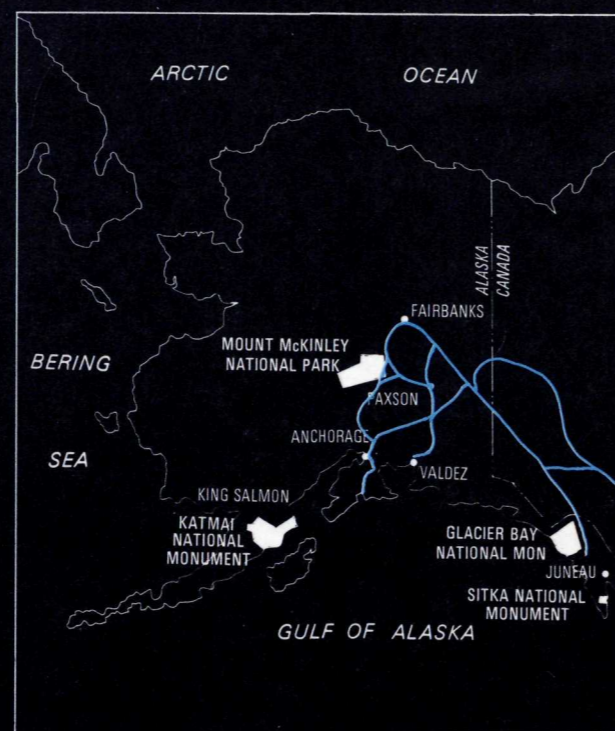 ARCTIC OCEAN
ALASKA
CANADA
FAIRBANKS
MOUNT McKINLEY
NATIONAL PARK
BERING
SEA
PAXSON
ANCHORAGE
VALDEZ
KING SALMON
KATMAI
NATIONAL
MONUMENT
GLACIER BAY
NATIONAL MON
JUNEAU
SITKA NATIONAL
MONUMENT
GULF OF ALASKA